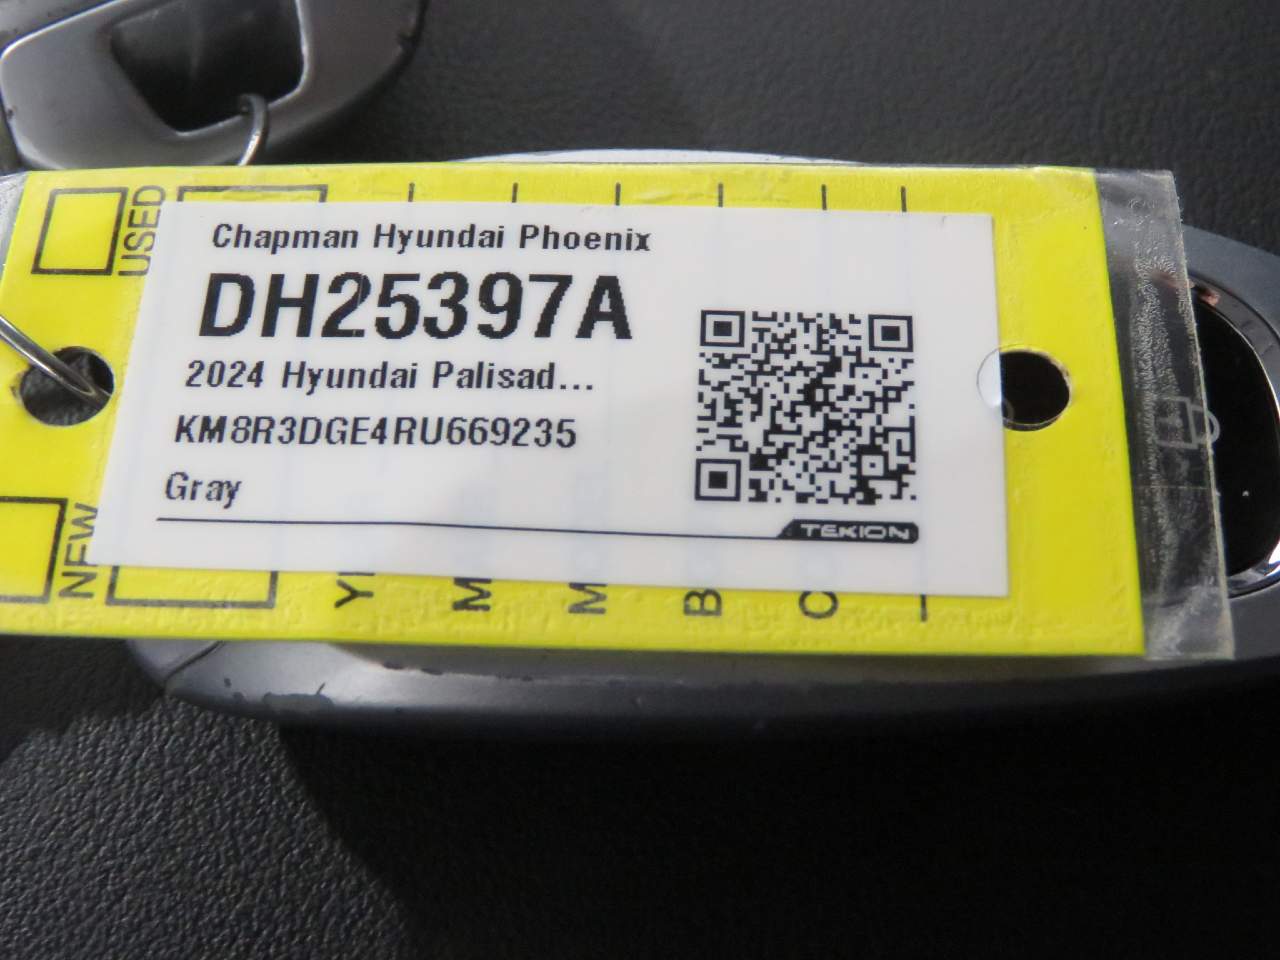 USED
Chapman Hyundai Phoenix
DH25397A
2024 Hyundai Palisad...
KM8R3DGE4RU669235
Gray
TEKION
NEW